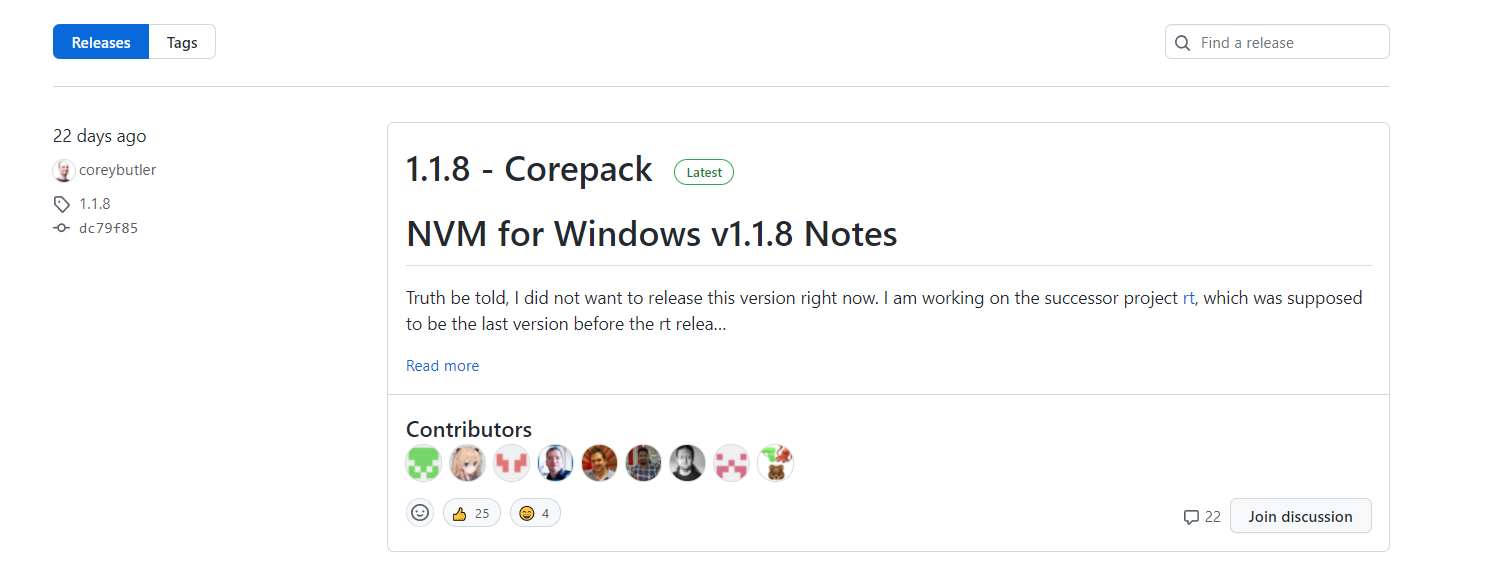 Releases
Tags
Find a release
22 days ago
coreybutler
1.1.8
dc79f85
1.1.8 - Corepack
Latest
NVM for Windows v1.1.8 Notes
Truth be told, I did not want to release this version right now. I am working on the successor project rt, which was supposed
to be the last version before the rt relea...
Read more
Contributors
25
4
22
Join discussion